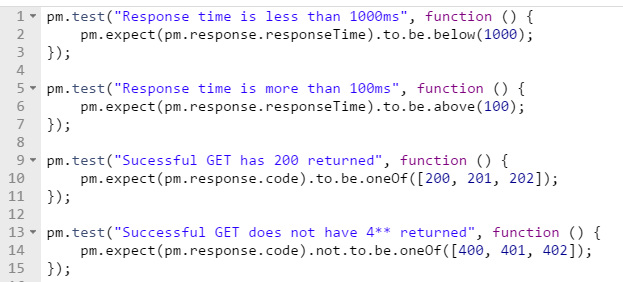 1 pm.test("Response time is less than 1000ms", function () {
2     pm.expect(pm.response.responseTime).to.be.below(1000);
3 });
4
5 pm.test("Response time is more than 100ms", function () {
6     pm.expect(pm.response.responseTime).to.be.above(100);
7 });
8
9 pm.test("Sucessful GET has 200 returned", function () {
10     pm.expect(pm.response.code).to.be.oneOf([200, 201, 202]);
11 });
12
13 pm.test("Successful GET does not have 4** returned", function () {
14     pm.expect(pm.response.code).not.to.be.oneOf([400, 401, 402]);
15 });